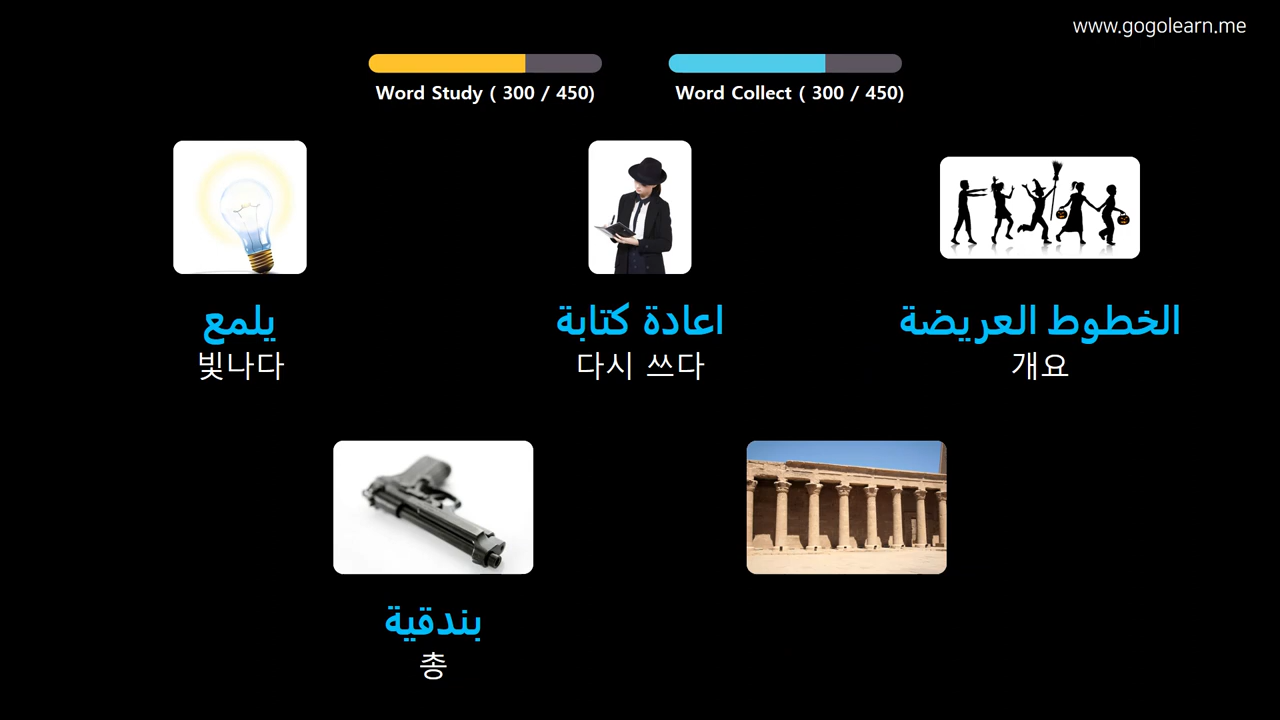 www.gogolearn.me
Word Study ( 300 / 450)
Word Collect ( 300 / 450)
يلمع
빛나다
اعادة كتابة
다시 쓰다
الخطوط العريضة
개요
بندقية
총